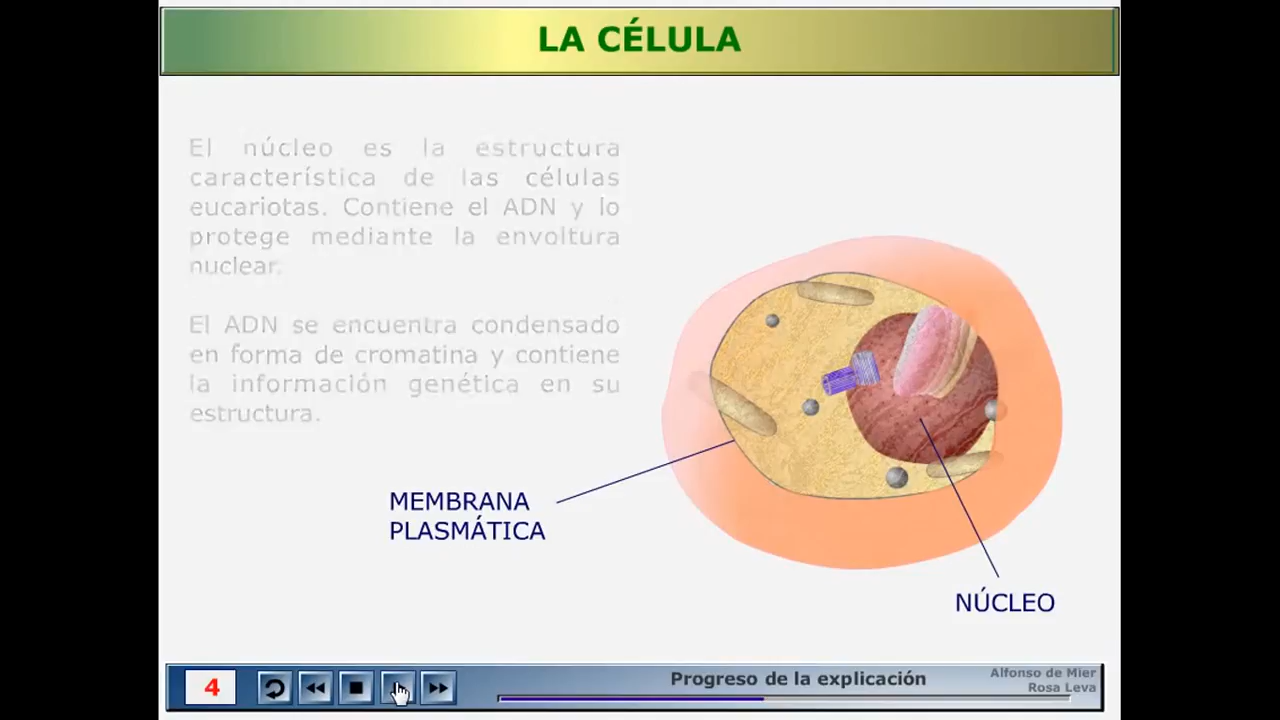 LA CÉLULA
El núcleo es la estructura
característica de las células
eucariotas. Contiene el ADN y lo
protege mediante la envoltura
nuclear.
El ADN se encuentra condensado
en forma de cromatina y contiene
la información genética en su
estructura.
MEMBRANA
PLASMÁTICA
NÚCLEO
4
Progreso de la explicación
Alfonso de Mier
Rosa Leva